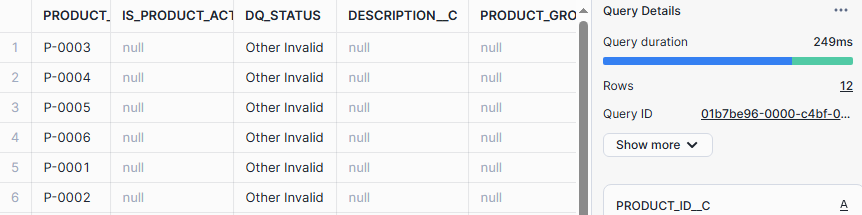 PRODUCT_ IS_PRODUCT_ACT DQ_STATUS DESCRIPTION__C PRODUCT_GRO
1 P-0003 null Other Invalid null null
2 P-0004 null Other Invalid null null
3 P-0005 null Other Invalid null null
4 P-0006 null Other Invalid null null
5 P-0001 null Other Invalid null null
6 P-0002 null Other Invalid null null
Query Details ...
Query duration 249ms
Rows 12
Query ID 01b7be96-0000-c4bf-0...
Show more
PRODUCT_ID__C A